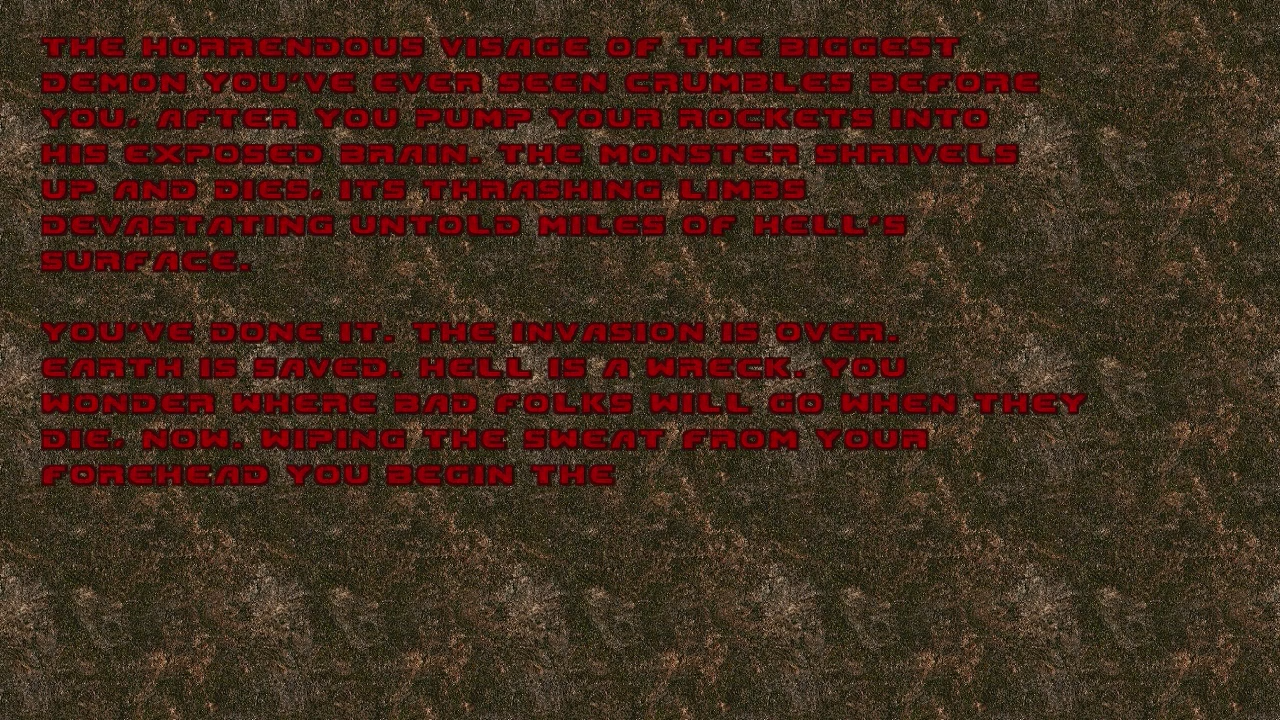 THE HORRENDOUS VISAGE OF THE BIGGEST
DEMON YOU'VE EVER SEEN CRUMBLES BEFORE
YOU, AFTER YOU PUMP YOUR ROCKETS INTO
HIS EXPOSED BRAIN. THE MONSTER SHRIVELS
UP AND DIES, ITS THRASHING LIMBS
DEVASTATING UNTOLD MILES OF HELL'S
SURFACE.
YOU'VE DONE IT. THE INVASION IS OVER.
EARTH IS SAVED. HELL IS A WRECK. YOU
WONDER WHERE BAD FOLKS WILL GO WHEN THEY
DIE, NOW. WIPING THE SWEAT FROM YOUR
FOREHEAD YOU BEGIN THE